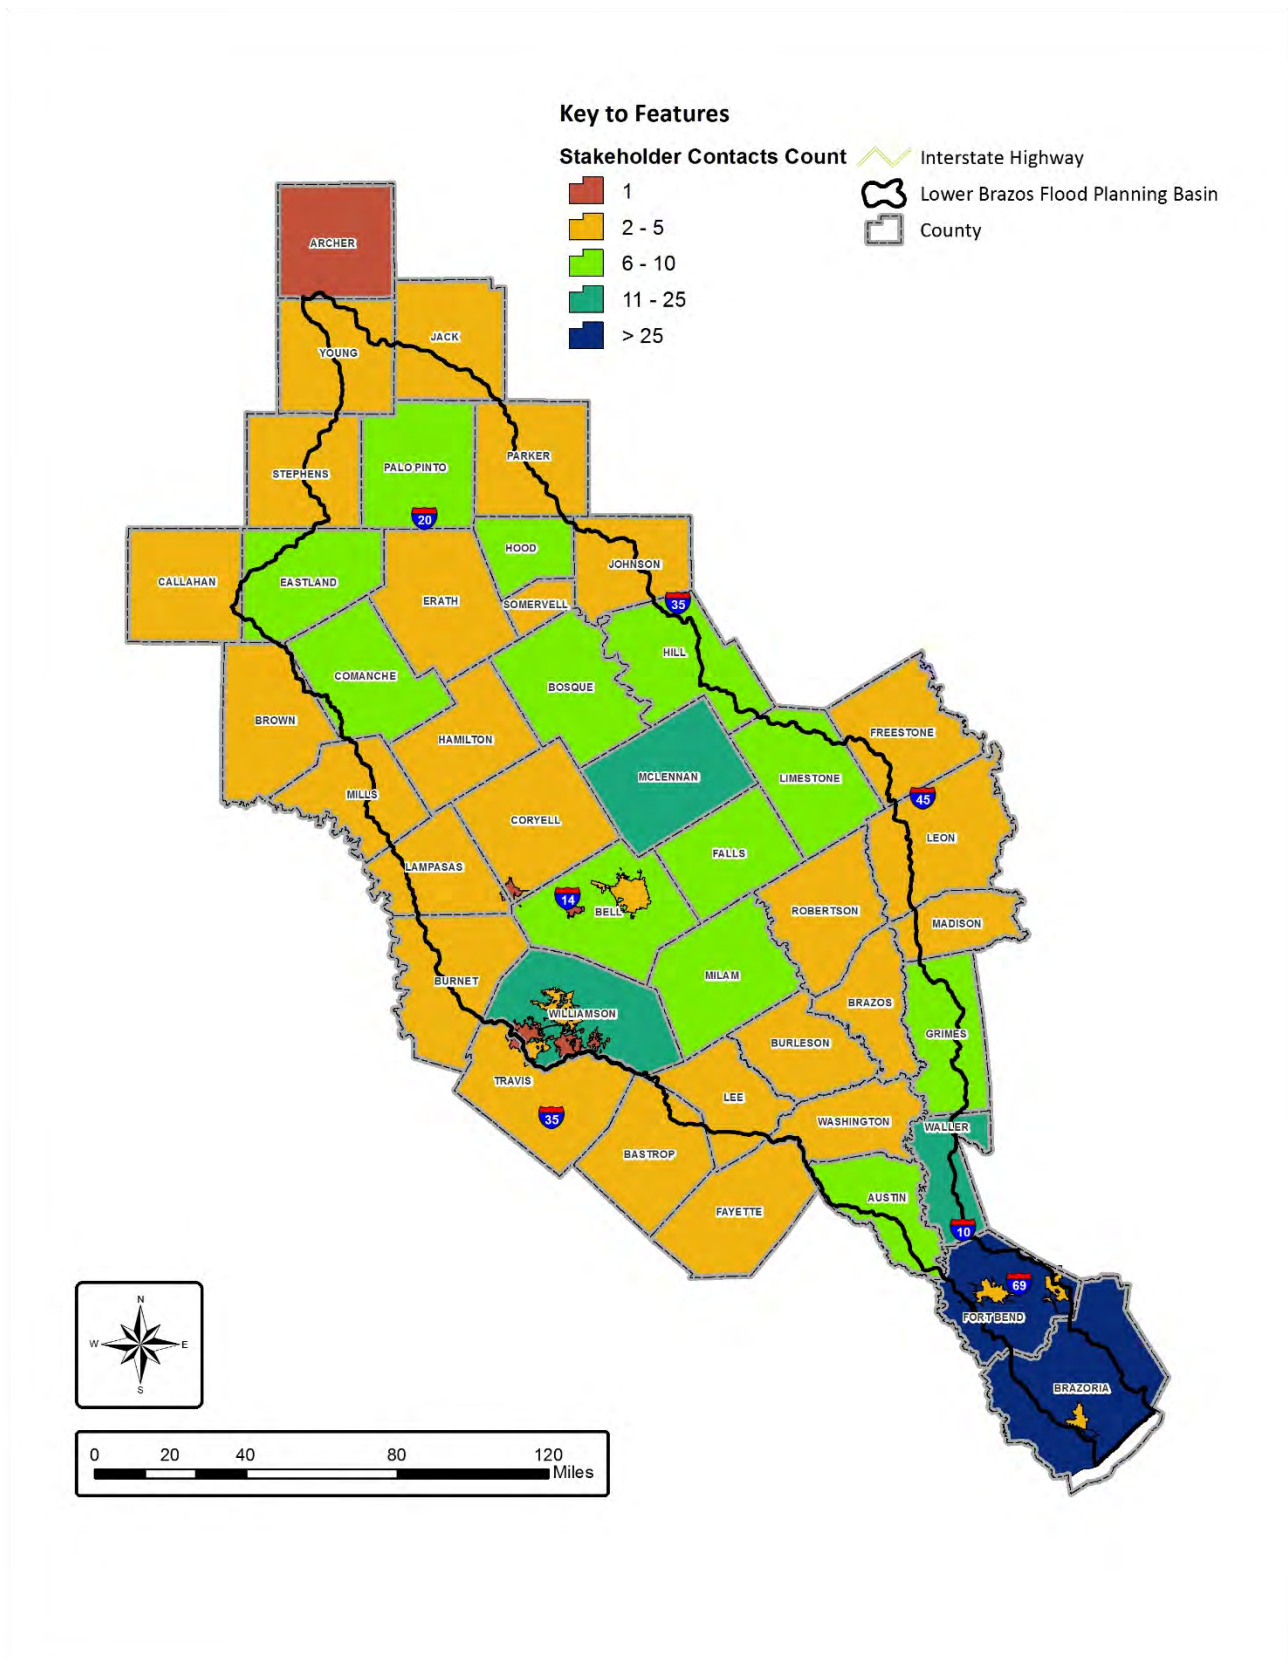 Key to Features
Stakeholder Contacts Count
1
2 - 5
6 - 10
11 - 25
> 25
Interstate Highway
Lower Brazos Flood Planning Basin
County
ARCHER
JACK
YOUNG
PARKER
PALO PINTO
STEPHENS
20
HOOD
JOHNSON
CALLAHAN
EASTLAND
ERATH
SOMERVELL
35
HILL
COMANCHE
BOSQUE
BROWN
FREESTONE
HAMILTON
MCLENNAN
LIMESTONE
MILLS
45
CORYELL
LEON
FALLS
LAMPASAS
14
BELL
ROBERTSON
MADISON
MILAM
BURNET
BRAZOS
WILLIAMSON
GRIMES
BURLESON
TRAVIS
LEE
35
WASHINGTON
WALLER
BASTROP
AUSTIN
FAYETTE
10
69
FORT BEND
BRAZORIA
N
W
E
S
0 20 40 80 120
Miles